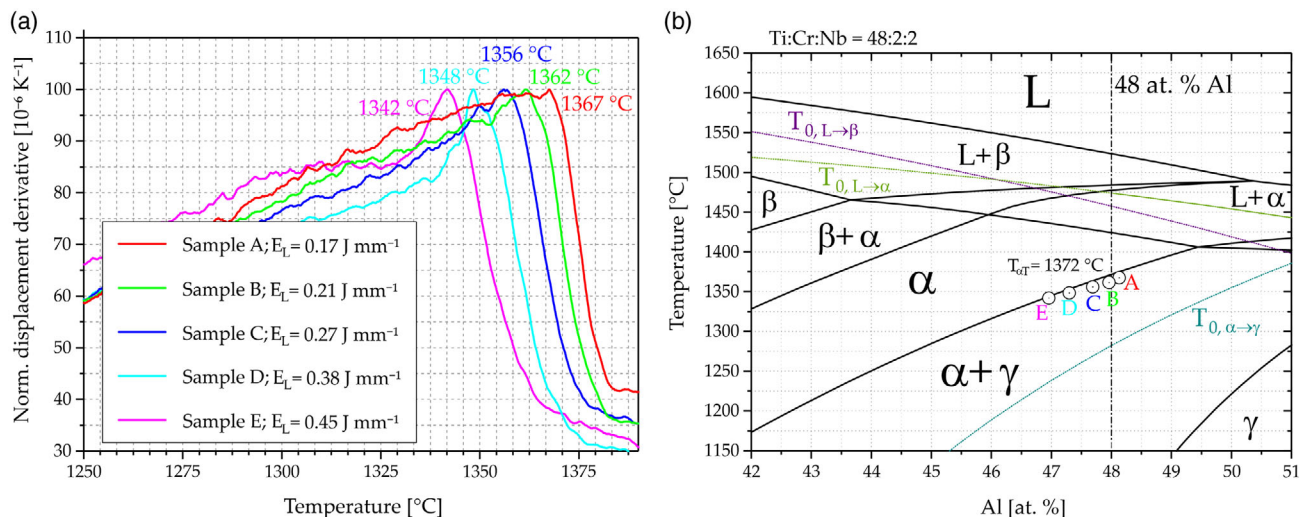 (a)
1356 °C
1348 °C
1362 °C
1342 °C
1367 °C
Norm. displacement derivative [10⁻⁶ K⁻¹]
110
100
90
80
70
60
50
40
30
Sample A; E_L = 0.17 J mm⁻¹
Sample B; E_L = 0.21 J mm⁻¹
Sample C; E_L = 0.27 J mm⁻¹
Sample D; E_L = 0.38 J mm⁻¹
Sample E; E_L = 0.45 J mm⁻¹
1250 1275 1300 1325 1350 1375
Temperature [°C]
(b)
Ti:Cr:Nb = 48:2:2
Temperature [°C]
1650
1600
1550
1500
1450
1400
1350
1300
1250
1200
1150
L
48 at. % Al
T0, L→β
L+β
T0, L→α
β
L+α
β+α
α
TαT = 1372 °C
E D C B A
T0, α→γ
α+γ
γ
42 43 44 45 46 47 48 49 50 51
Al [at. %]